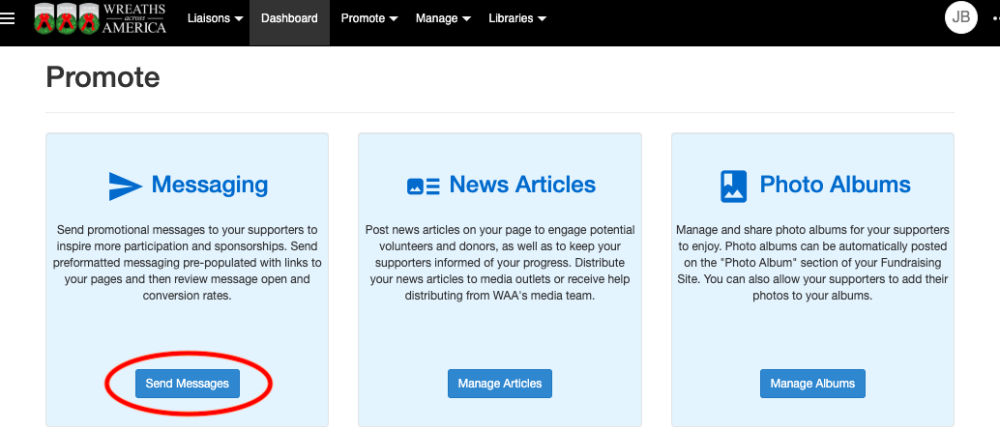 WREATHS
across
AMERICA
Liaisons
Dashboard
Promote
Manage
Libraries
JB
Promote
Messaging
Send promotional messages to your supporters to
inspire more participation and sponsorships. Send
preformatted messaging pre-populated with links to
your pages and then review message open and
conversion rates.
Send Messages
News Articles
Post news articles on your page to engage potential
volunteers and donors, as well as to keep your
supporters informed of your progress. Distribute
your news articles to media outlets or receive help
distributing from WAA's media team.
Manage Articles
Photo Albums
Manage and share photo albums for your supporters
to enjoy. Photo albums can be automatically posted
on the "Photo Album" section of your Fundraising
Site. You can also allow your supporters to add their
photos to your albums.
Manage Albums